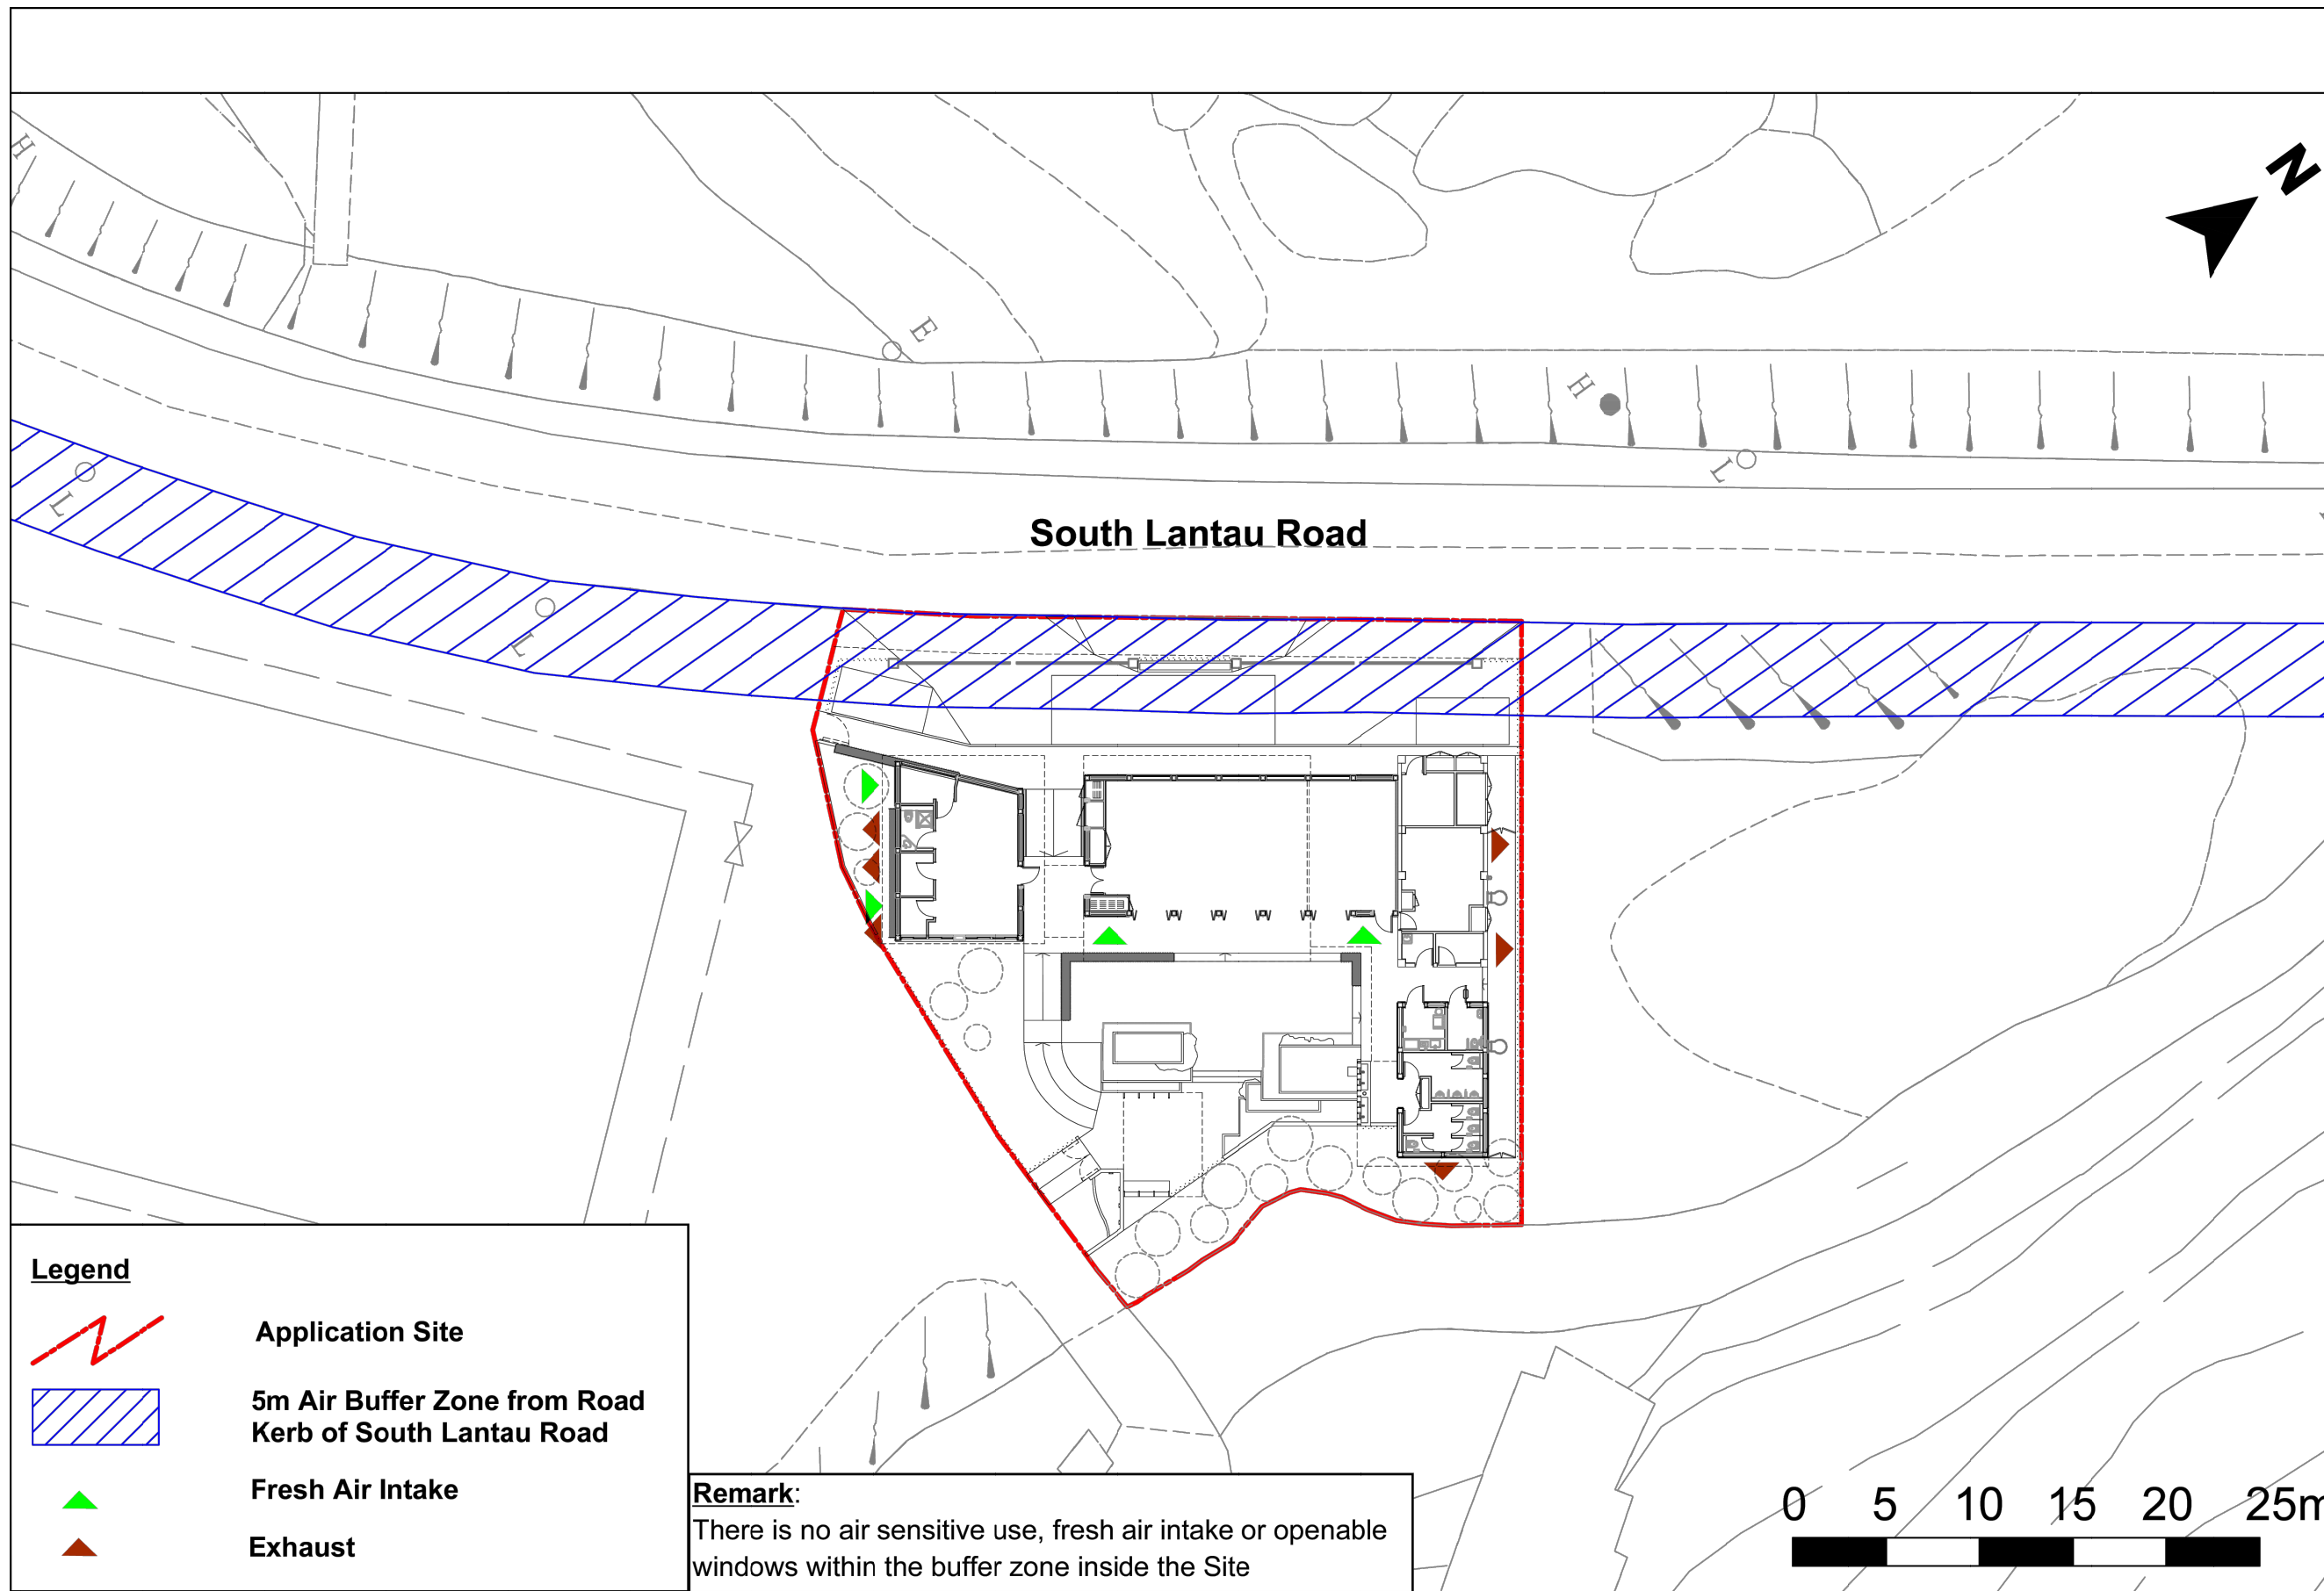 N
H
E
H
L
L
South Lantau Road
L
Legend
Application Site
5m Air Buffer Zone from Road
Kerb of South Lantau Road
Fresh Air Intake
Exhaust
Remark:
There is no air sensitive use, fresh air intake or openable
windows within the buffer zone inside the Site
0 5 10 15 20 25m